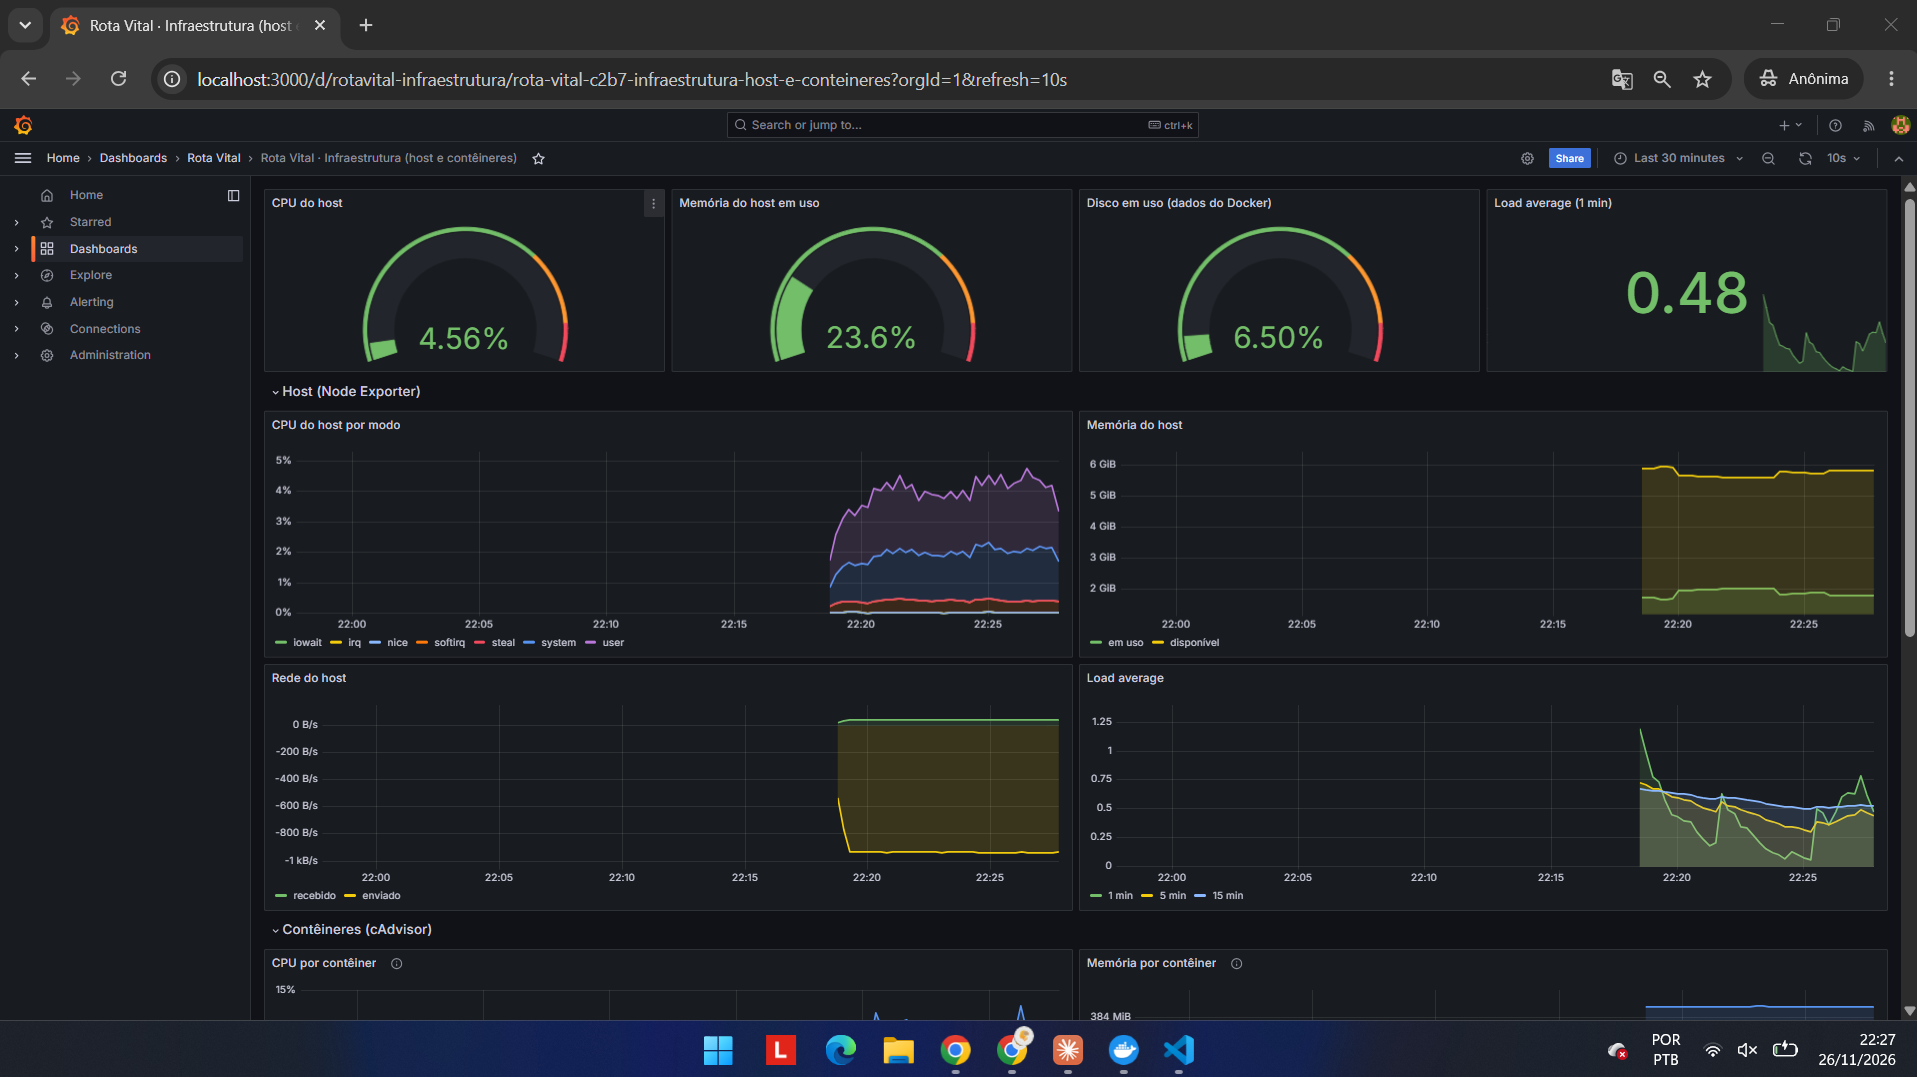 Rota Vital · Infraestrutura (host e
localhost:3000/d/rotavital-infraestrutura/rota-vital-c2b7-infraestrutura-host-e-conteineres?orgId=1&refresh=10s
Anônima
Search or jump to...
ctrl+k
Home › Dashboards › Rota Vital › Rota Vital · Infraestrutura (host e contêineres)
Share
Last 30 minutes
10s
Home
Starred
Dashboards
Explore
Alerting
Connections
Administration
CPU do host
4.56%
Memória do host em uso
23.6%
Disco em uso (dados do Docker)
6.50%
Load average (1 min)
0.48
Host (Node Exporter)
CPU do host por modo
5%
4%
3%
2%
1%
0%
22:00 22:05 22:10 22:15 22:20 22:25
iowait irq nice softirq steal system user
Memória do host
6 GiB
5 GiB
4 GiB
3 GiB
2 GiB
22:00 22:05 22:10 22:15 22:20 22:25
em uso disponível
Rede do host
0 B/s
-200 B/s
-400 B/s
-600 B/s
-800 B/s
-1 kB/s
22:00 22:05 22:10 22:15 22:20 22:25
recebido enviado
Load average
1.25
1
0.75
0.5
0.25
0
22:00 22:05 22:10 22:15 22:20 22:25
1 min 5 min 15 min
Contêineres (cAdvisor)
CPU por contêiner
15%
Memória por contêiner
384 MiB
L
POR
PTB
22:27
26/11/2026